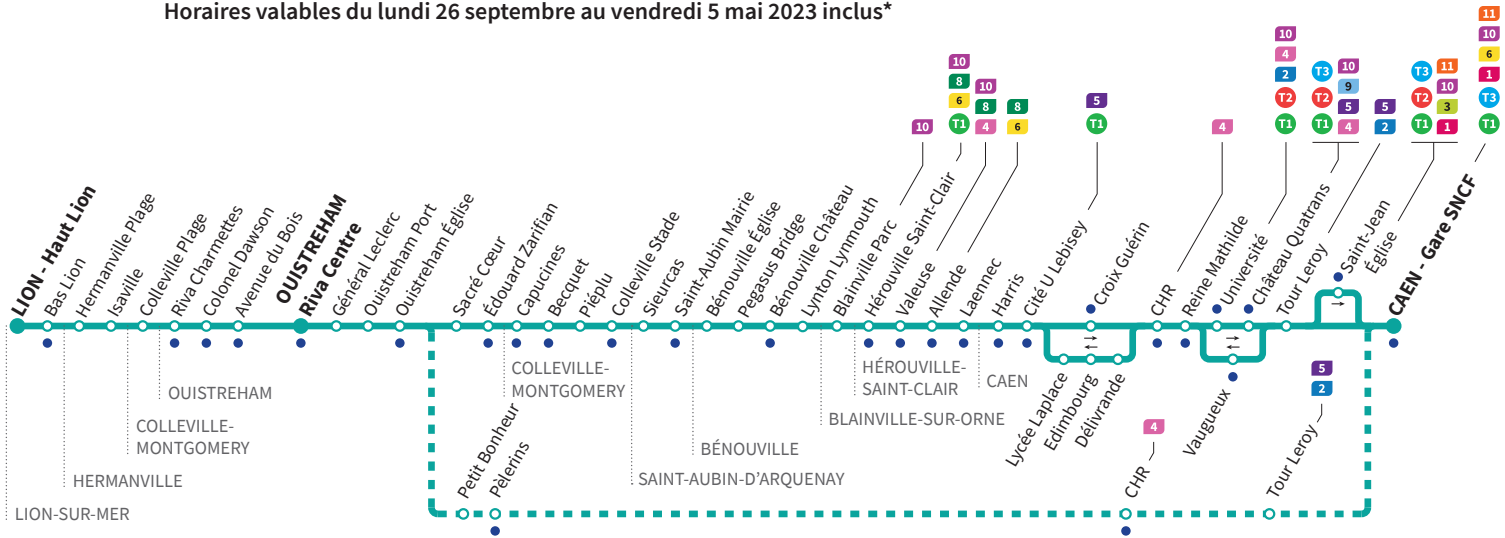 Horaires valables du lundi 26 septembre au vendredi 5 mai 2023 inclus*
LION - Haut Lion
Bas Lion
Hermanville Plage
Isaville
Colleville Plage
Riva Charmettes
Colonel Dawson
Avenue du Bois
OUISTREHAM
Riva Centre
Général Leclerc
Ouistreham Port
Ouistreham Église
Sacré Cœur
Édouard Zarifian
Capucines
Becquet
Piéplu
Colleville Stade
Sieurcas
Saint-Aubin Mairie
Bénouville Église
Pegasus Bridge
Bénouville Château
Lynton Lynmouth
Blainville Parc
10
Hérouville Saint-Clair
10
8
6
T1
Valeuse
10
8
4
Allende
8
6
Laennec
Harris
Cité U Lebisey
5
T1
Croix Guérin
CHR
4
Reine Mathilde
Université
10
4
2
T2
T1
Château Quatrans
T3 10
9
T2 5
T1 4
Tour Leroy
5
2
Saint-Jean
Église
T3 11
10
T2 3
T1 1
CAEN - Gare SNCF
11
10
6
1
T3
T1
Lycée Laplace
Edimbourg
Délivrande
Vaugueux
LION-SUR-MER
HERMANVILLE
COLLEVILLE-
MONTGOMERY
OUISTREHAM
COLLEVILLE-
MONTGOMERY
SAINT-AUBIN-D'ARQUENAY
BÉNOUVILLE
BLAINVILLE-SUR-ORNE
HÉROUVILLE-
SAINT-CLAIR
CAEN
Petit Bonheur
Pèlerins
CHR
4
Tour Leroy
5
2